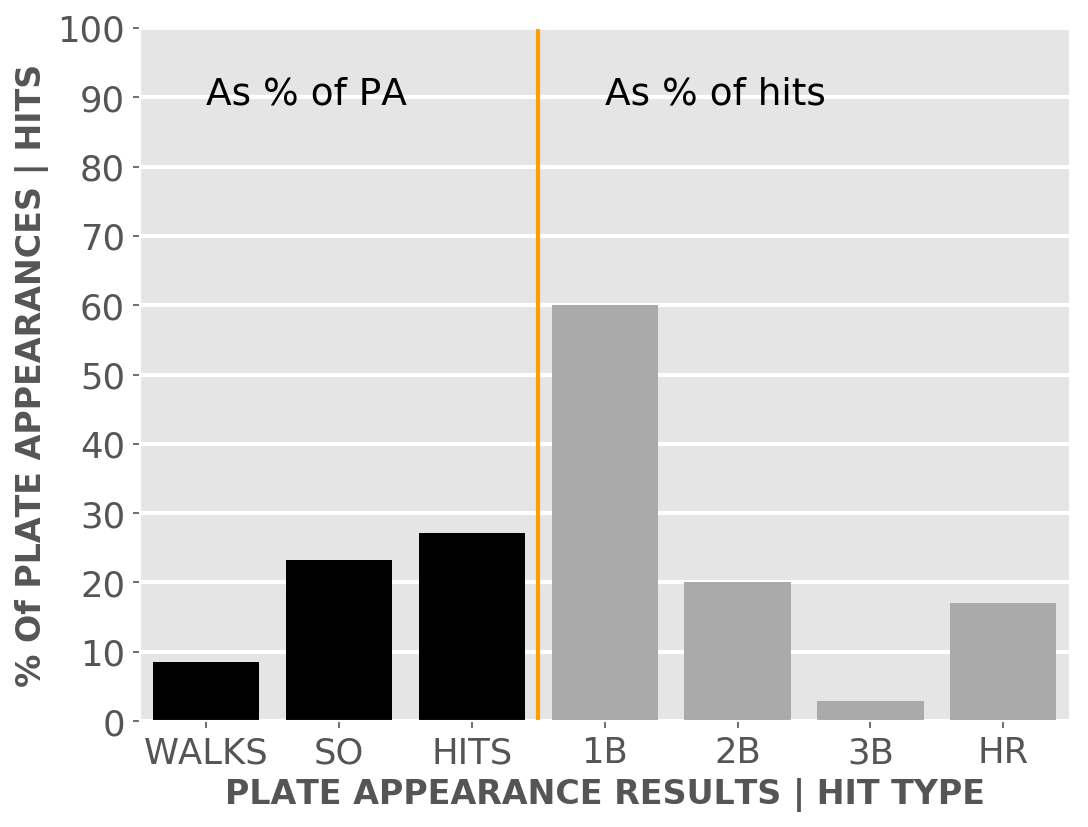 100
90
80
70
60
50
40
30
20
10
0
% Of PLATE APPEARANCES | HITS
As % of PA
As % of hits
WALKS SO HITS 1B 2B 3B HR
PLATE APPEARANCE RESULTS | HIT TYPE